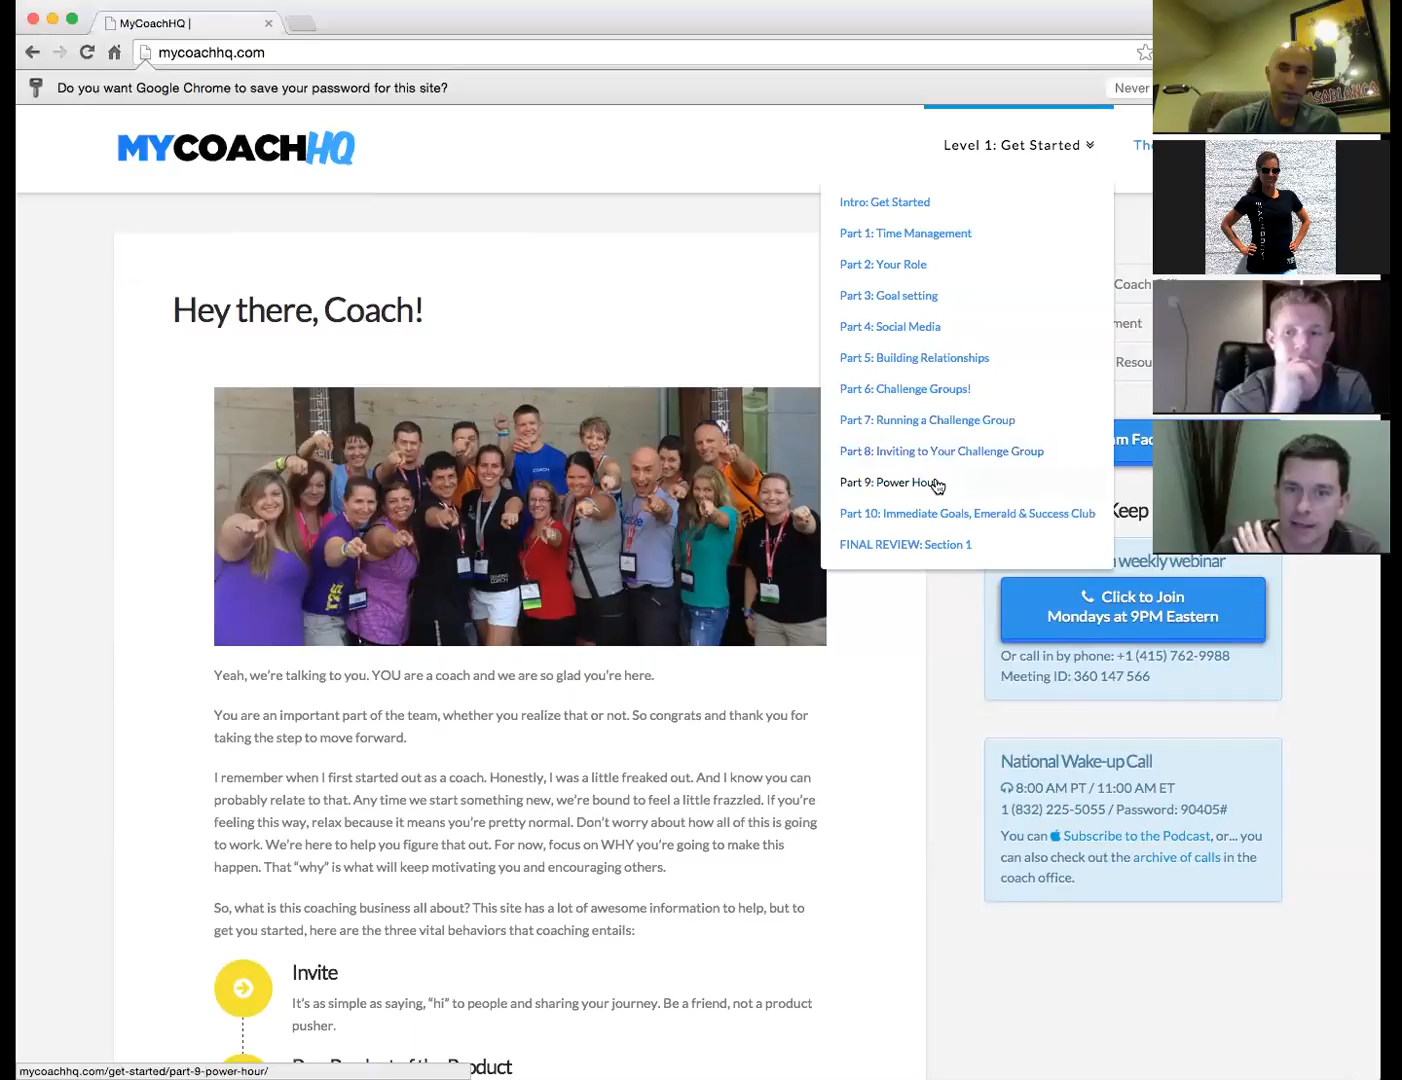 MyCoachHQ |
mycoachhq.com
Do you want Google Chrome to save your password for this site?
Never
MYCOACHHQ
Level 1: Get Started
Th
Intro: Get Started
Part 1: Time Management
Part 2: Your Role
Part 3: Goal setting
Part 4: Social Media
Part 5: Building Relationships
Part 6: Challenge Groups!
Part 7: Running a Challenge Group
Part 8: Inviting to Your Challenge Group
Part 9: Power Hour
Part 10: Immediate Goals, Emerald & Success Club
FINAL REVIEW: Section 1
Hey there, Coach!
Yeah, we're talking to you. YOU are a coach and we are so glad you're here.
You are an important part of the team, whether you realize that or not. So congrats and thank you for
taking the step to move forward.
I remember when I first started out as a coach. Honestly, I was a little freaked out. And I know you can
probably relate to that. Any time we start something new, we're bound to feel a little frazzled. If you're
feeling this way, relax because it means you're pretty normal. Don't worry about how all of this is going
to work. We're here to help you figure that out. For now, focus on WHY you're going to make this
happen. That "why" is what will keep motivating you and encouraging others.
So, what is this coaching business all about? This site has a lot of awesome information to help, but to
get you started, here are the three vital behaviors that coaching entails:
Invite
It's as simple as saying, "hi" to people and sharing your journey. Be a friend, not a product
pusher.
Product of the Product
mycoachhq.com/get-started/part-9-power-hour/
Coach
ment
Resou
am Fac
Keep
weekly webinar
Click to Join
Mondays at 9PM Eastern
Or call in by phone: +1 (415) 762-9988
Meeting ID: 360 147 566
National Wake-up Call
8:00 AM PT / 11:00 AM ET
1 (832) 225-5055 / Password: 90405#
You can Subscribe to the Podcast, or... you
can also check out the archive of calls in the
coach office.